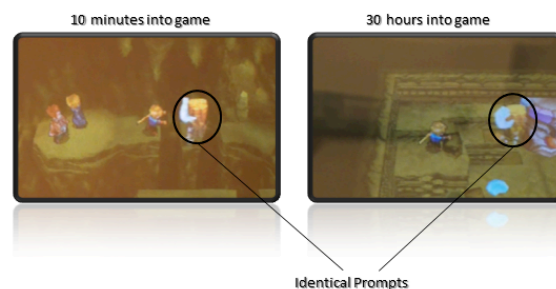 10 minutes into game
30 hours into game
Identical Prompts